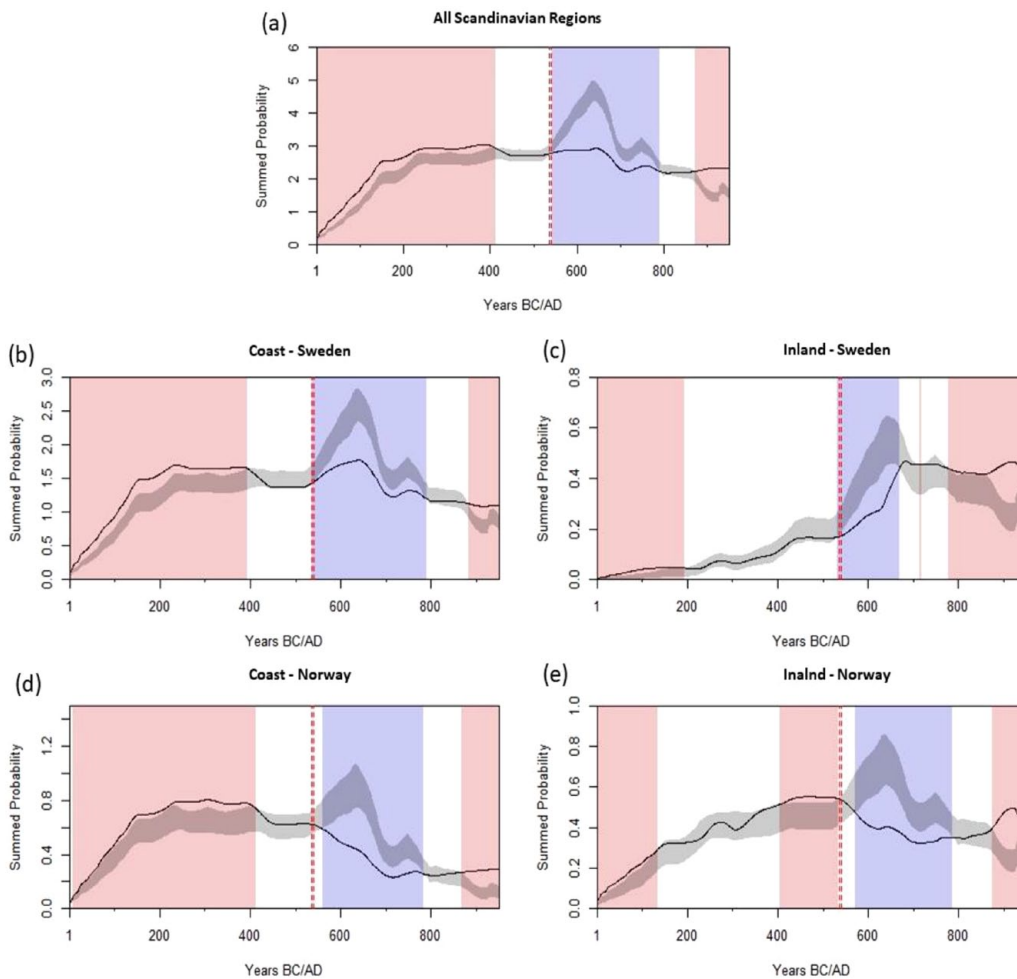 (a)
All Scandinavian Regions
Summed Probability
0 1 2 3 4 5 6
1 200 400 600 800
Years BC/AD
(b)
Coast - Sweden
Summed Probability
0.0 0.5 1.0 1.5 2.0 2.5 3.0
1 200 400 600 800
Years BC/AD
(c)
Inland - Sweden
Summed Probability
0.0 0.2 0.4 0.6 0.8
1 200 400 600 800
Years BC/AD
(d)
Coast - Norway
Summed Probability
0.0 0.4 0.8 1.2
1 200 400 600 800
Years BC/AD
(e)
Inalnd - Norway
Summed Probability
0.0 0.2 0.4 0.6 0.8 1.0
1 200 400 600 800
Years BC/AD